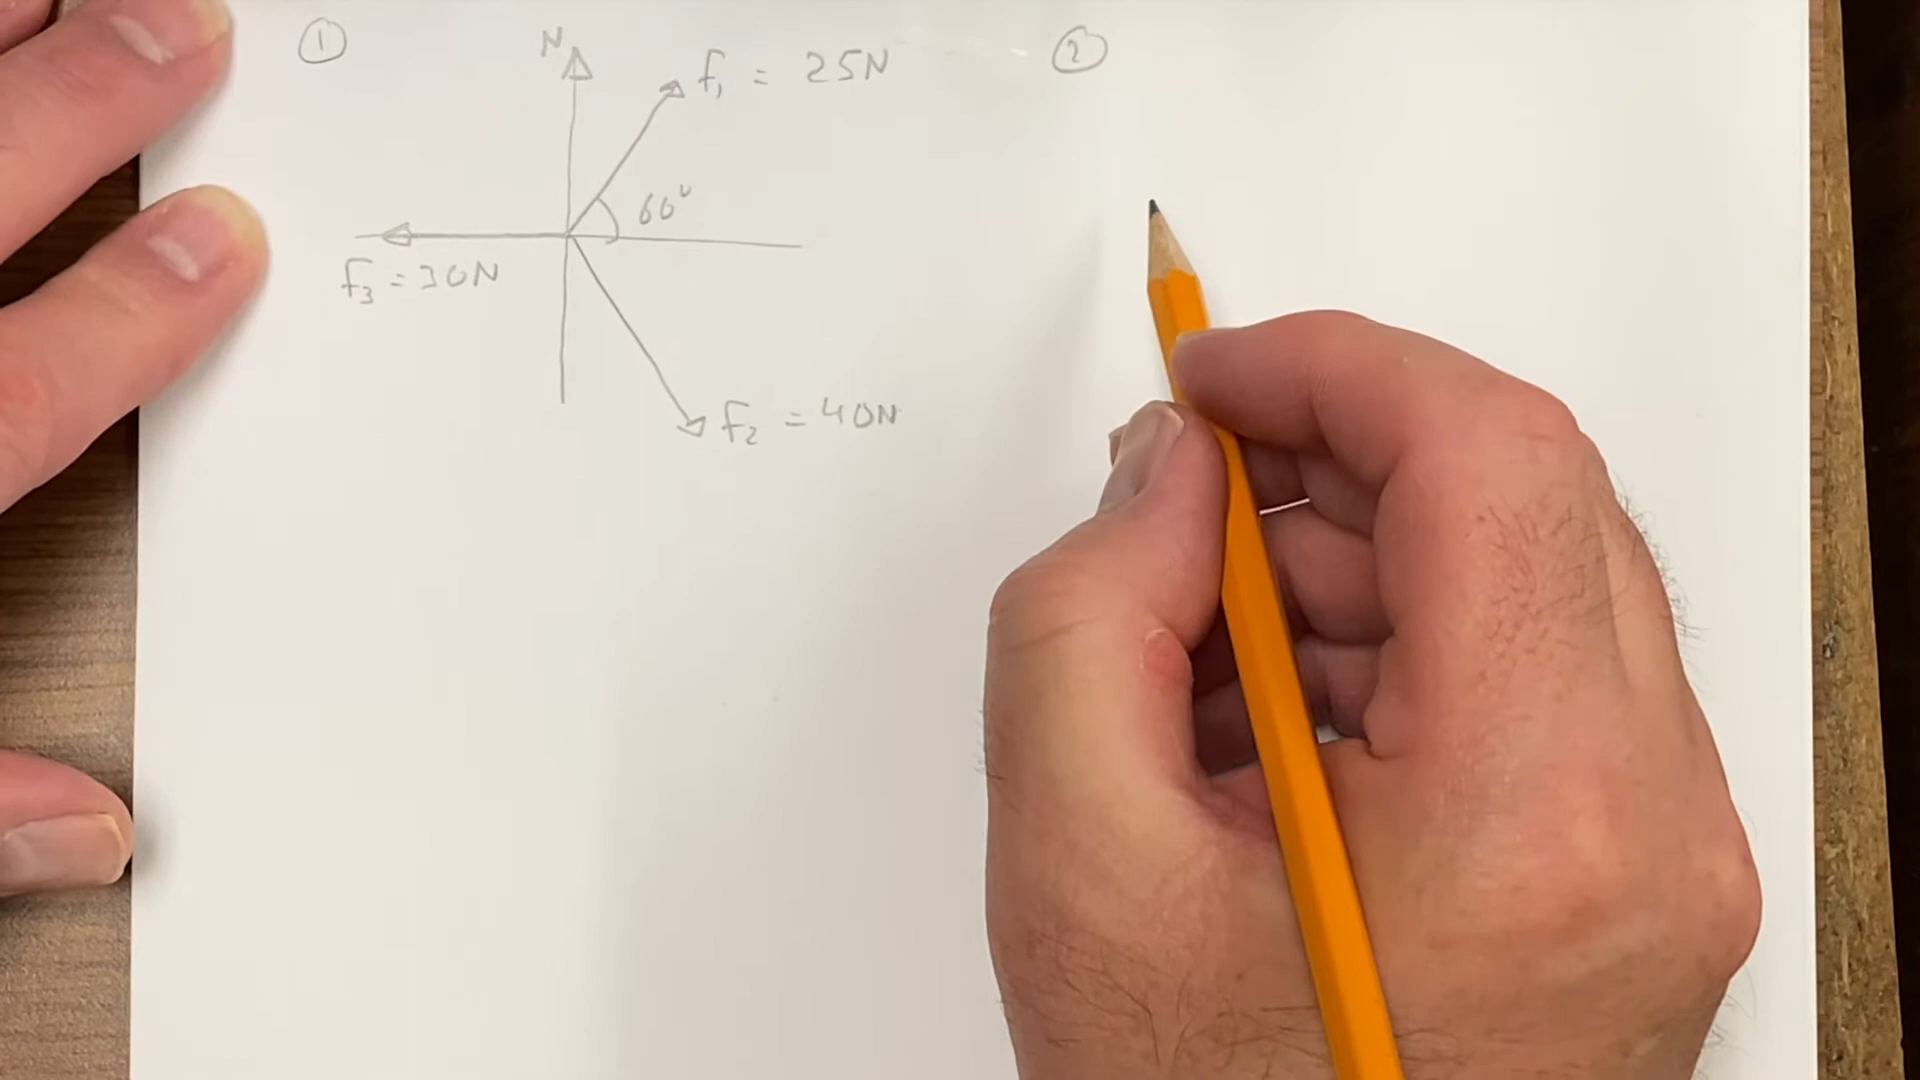 ①
N
f₁ = 25N
60°
f₃ = 30N
f₂ = 40N
②